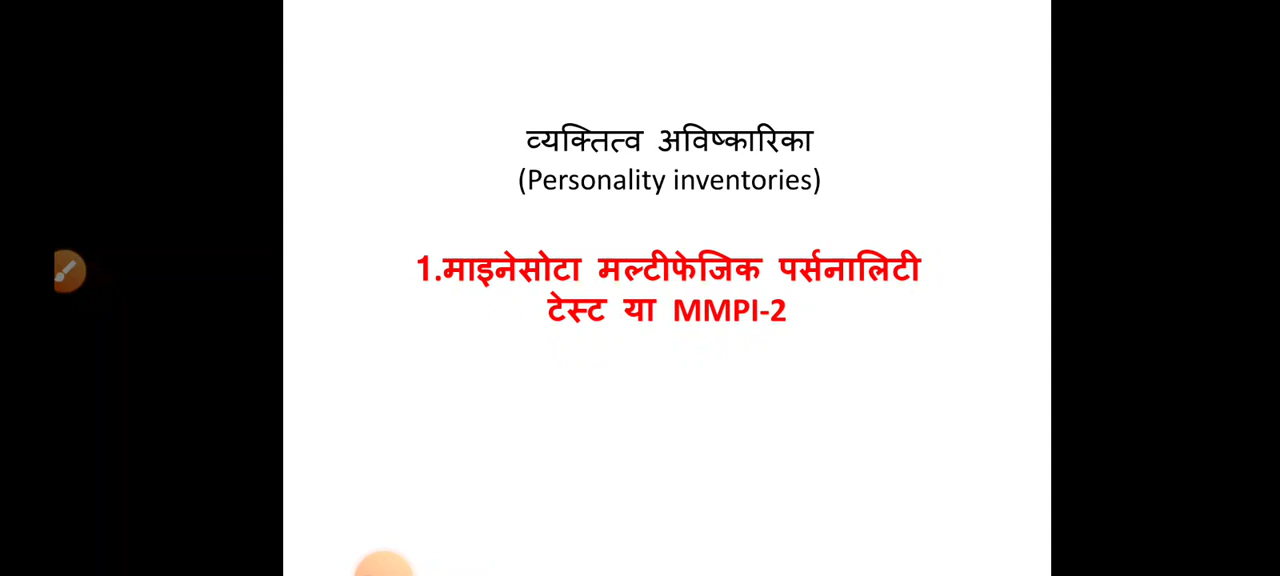 व्यक्तित्व अविष्कारिका
(Personality inventories)
1.माइनेसोटा मल्टीफेजिक पर्सनालिटी
टेस्ट या MMPI-2